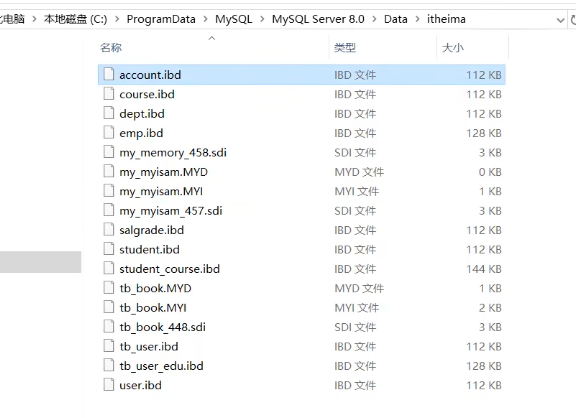 电脑 › 本地磁盘 (C:) › ProgramData › MySQL › MySQL Server 8.0 › Data › itheima
名称 类型 大小
account.ibd IBD 文件 112 KB
course.ibd IBD 文件 112 KB
dept.ibd IBD 文件 112 KB
emp.ibd IBD 文件 128 KB
my_memory_458.sdi SDI 文件 3 KB
my_myisam.MYD MYD 文件 0 KB
my_myisam.MYI MYI 文件 1 KB
my_myisam_457.sdi SDI 文件 3 KB
salgrade.ibd IBD 文件 112 KB
student.ibd IBD 文件 112 KB
student_course.ibd IBD 文件 144 KB
tb_book.MYD MYD 文件 1 KB
tb_book.MYI MYI 文件 2 KB
tb_book_448.sdi SDI 文件 3 KB
tb_user.ibd IBD 文件 112 KB
tb_user_edu.ibd IBD 文件 128 KB
user.ibd IBD 文件 112 KB